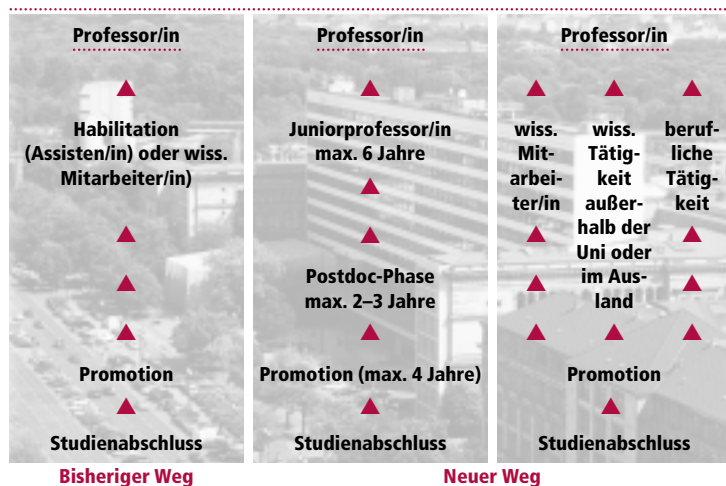 Professor/in
Habilitation
(Assisten/in) oder wiss.
Mitarbeiter/in)
Promotion
Studienabschluss
Bisheriger Weg
Professor/in
Juniorprofessor/in
max. 6 Jahre
Postdoc-Phase
max. 2–3 Jahre
Promotion (max. 4 Jahre)
Studienabschluss
Professor/in
wiss.
Mit-
arbei-
ter/in
wiss.
Tätig-
keit
außer-
halb der
Uni oder
im Aus-
land
beruf-
liche
Tätig-
keit
Promotion
Studienabschluss
Neuer Weg